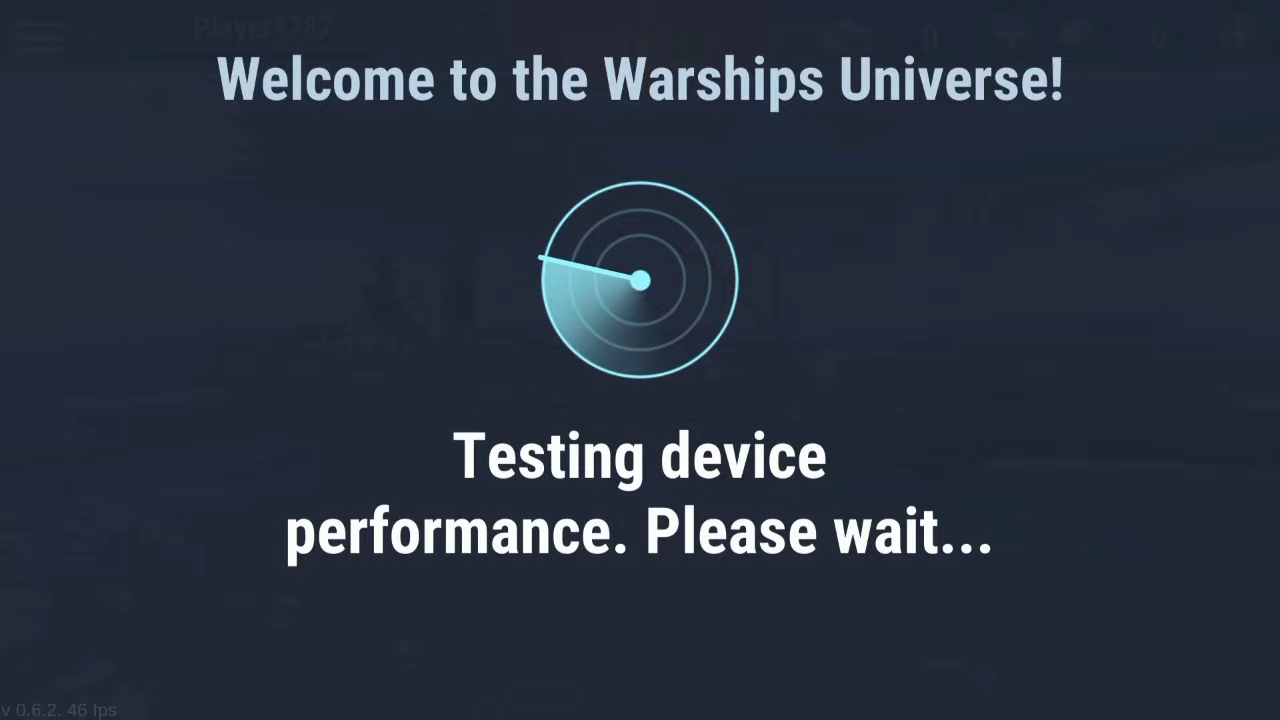 Welcome to the Warships Universe!
Testing device
performance. Please wait...
v 0.6.2. 46 fps